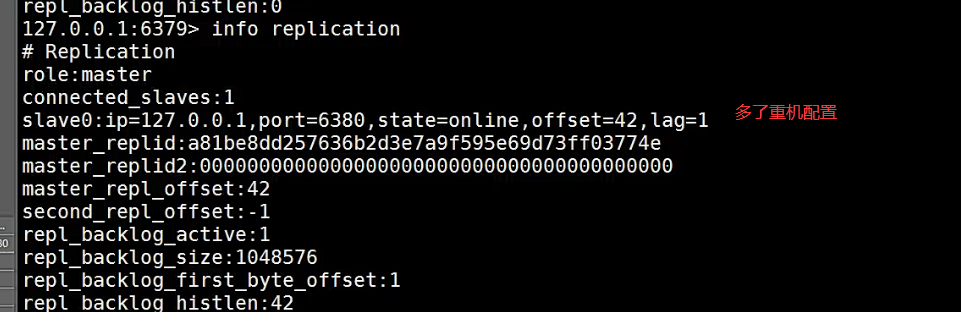 repl_backlog_histlen:0
127.0.0.1:6379> info replication
# Replication
role:master
connected_slaves:1
slave0:ip=127.0.0.1,port=6380,state=online,offset=42,lag=1
多了重机配置
master_replid:a81be8dd257636b2d3e7a9f595e69d73ff03774e
master_replid2:0000000000000000000000000000000000000000
master_repl_offset:42
second_repl_offset:-1
repl_backlog_active:1
repl_backlog_size:1048576
repl_backlog_first_byte_offset:1
repl_backlog_histlen:42